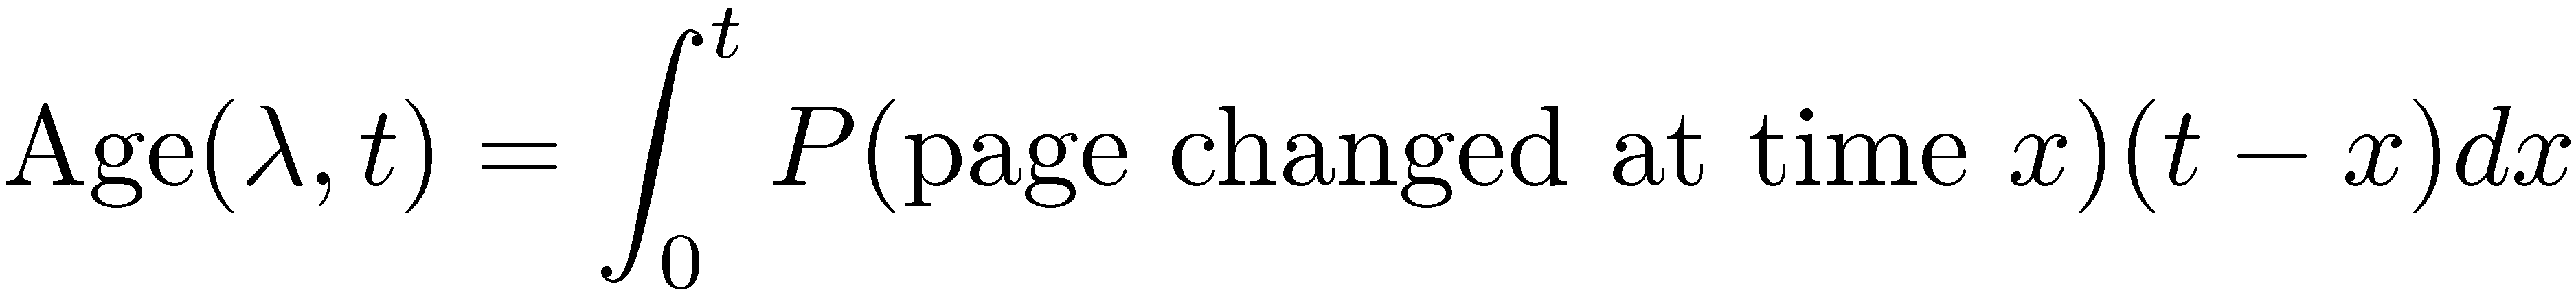 Age(λ, t) = ∫₀ᵗ P(page changed at time x)(t − x)dx